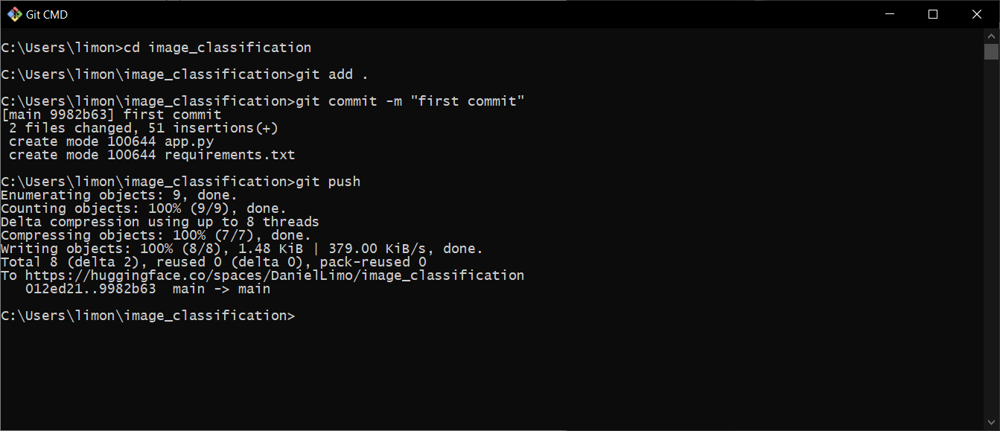 Git CMD
C:\Users\limon>cd image_classification
C:\Users\limon\image_classification>git add .
C:\Users\limon\image_classification>git commit -m "first commit"
[main 9982b63] first commit
 2 files changed, 51 insertions(+)
 create mode 100644 app.py
 create mode 100644 requirements.txt
C:\Users\limon\image_classification>git push
Enumerating objects: 9, done.
Counting objects: 100% (9/9), done.
Delta compression using up to 8 threads
Compressing objects: 100% (7/7), done.
Writing objects: 100% (8/8), 1.48 KiB | 379.00 KiB/s, done.
Total 8 (delta 2), reused 0 (delta 0), pack-reused 0
To https://huggingface.co/spaces/DanielLimo/image_classification
   012ed21..9982b63  main -> main
C:\Users\limon\image_classification>